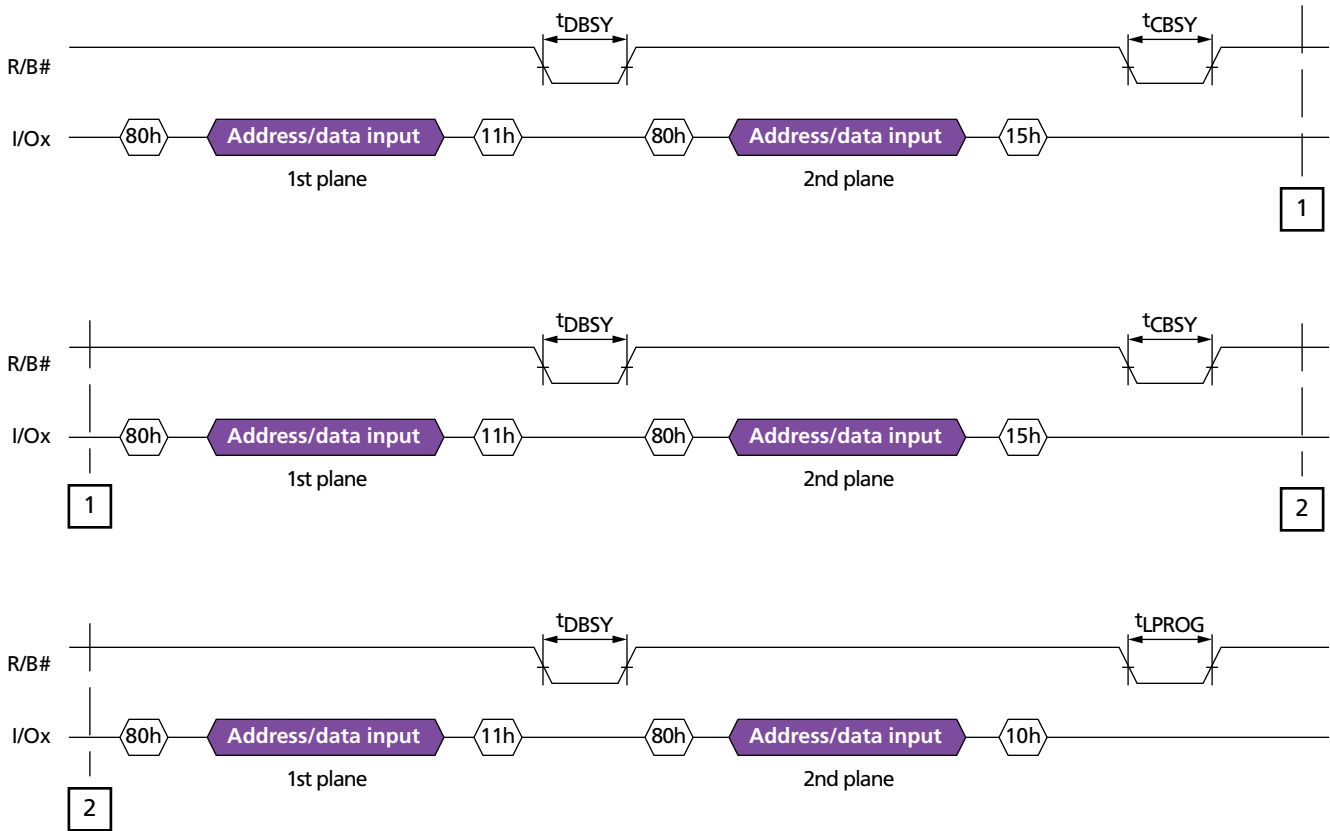 tDBSY tCBSY
R/B#
I/Ox 80h Address/data input 11h 80h Address/data input 15h
1st plane 2nd plane
1
tDBSY tCBSY
R/B#
I/Ox 80h Address/data input 11h 80h Address/data input 15h
1st plane 2nd plane
1 2
tDBSY tLPROG
R/B#
I/Ox 80h Address/data input 11h 80h Address/data input 10h
1st plane 2nd plane
2